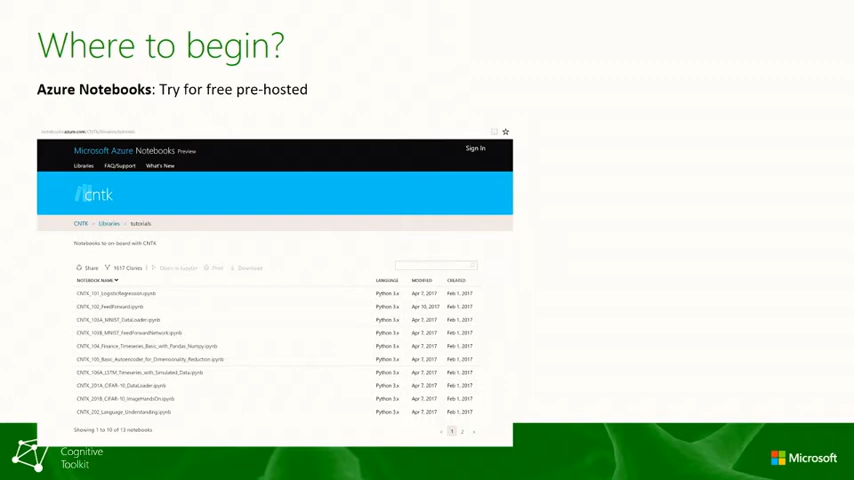 Where to begin?
Azure Notebooks: Try for free pre-hosted
Microsoft Azure Notebooks Preview
Sign In
Libraries FAQ/Support What's New
cntk
CNTK > Libraries > tutorials
Notebooks to on-board with CNTK
Share 1617 Clones Open in Jupyter Print Download
NOTEBOOK NAME LANGUAGE MODIFIED CREATED
CNTK_101_LogisticRegression.ipynb Python 3.x Apr 7, 2017 Feb 1, 2017
CNTK_102_FeedForward.ipynb Python 3.x Apr 10, 2017 Feb 1, 2017
CNTK_103A_MNIST_DataLoader.ipynb Python 3.x Apr 7, 2017 Feb 1, 2017
CNTK_103B_MNIST_FeedForwardNetwork.ipynb Python 3.x Apr 7, 2017 Feb 1, 2017
CNTK_104_Finance_Timeseries_Basic_with_Pandas_Numpy.ipynb Python 3.x Apr 7, 2017 Feb 1, 2017
CNTK_105_Basic_Autoencoder_for_Dimensionality_Reduction.ipynb Python 3.x Apr 7, 2017 Feb 1, 2017
CNTK_106A_LSTM_Timeseries_with_Simulated_Data.ipynb Python 3.x Apr 7, 2017 Feb 1, 2017
CNTK_201A_CIFAR-10_DataLoader.ipynb Python 3.x Apr 7, 2017 Feb 1, 2017
CNTK_201B_CIFAR-10_ImageHandsOn.ipynb Python 3.x Apr 7, 2017 Feb 1, 2017
CNTK_202_Language_Understanding.ipynb Python 3.x Apr 7, 2017 Feb 1, 2017
Showing 1 to 10 of 13 notebooks
« 1 2 »
Cognitive
Toolkit
Microsoft